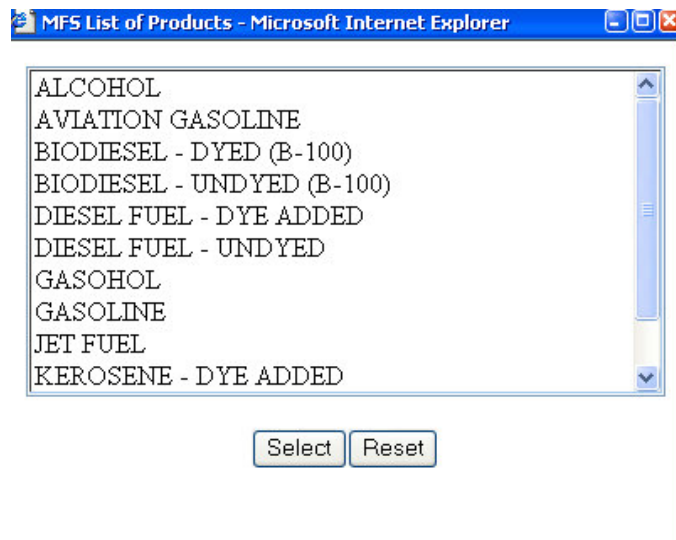 MFS List of Products - Microsoft Internet Explorer
ALCOHOL
AVIATION GASOLINE
BIODIESEL - DYED (B-100)
BIODIESEL - UNDYED (B-100)
DIESEL FUEL - DYE ADDED
DIESEL FUEL - UNDYED
GASOHOL
GASOLINE
JET FUEL
KEROSENE - DYE ADDED
Select Reset